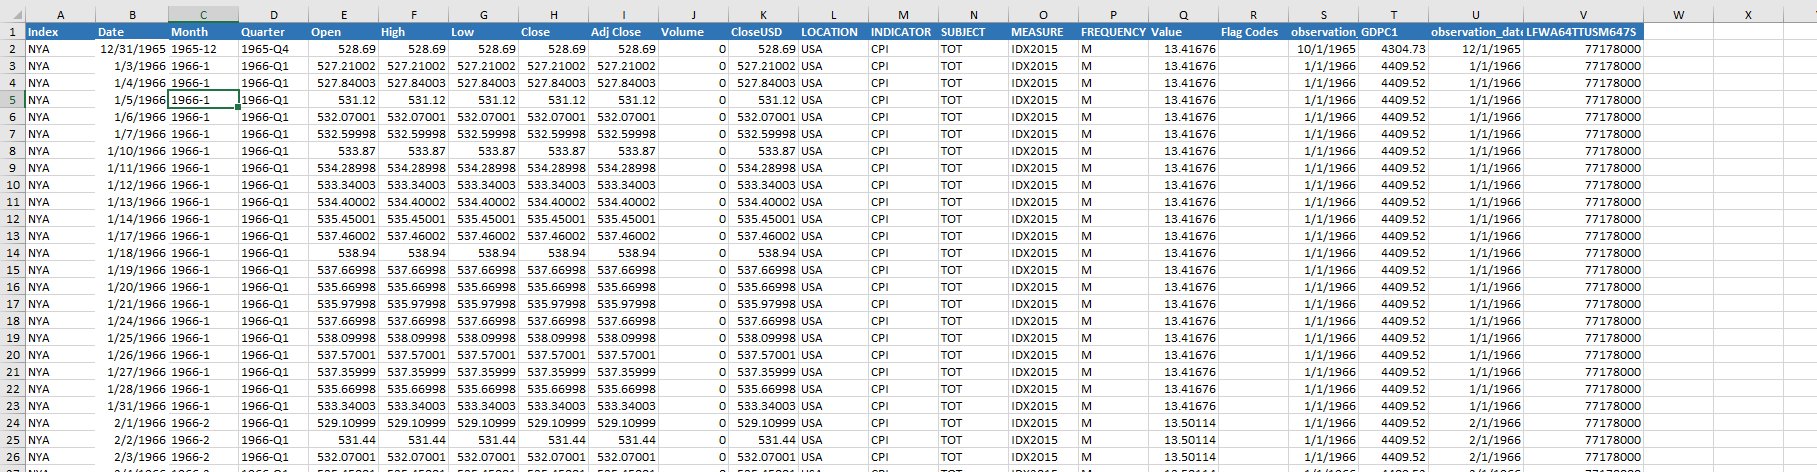 A B C D E F G H I J K L M N O P Q R S T U V W X
1 Index Date Month Quarter Open High Low Close Adj Close Volume CloseUSD LOCATION INDICATOR SUBJECT MEASURE FREQUENCY Value Flag Codes observation_ GDPC1 observation_date LFWA64TTUSM647S
2 NYA 12/31/1965 1965-12 1965-Q4 528.69 528.69 528.69 528.69 528.69 0 528.69 USA CPI TOT IDX2015 M 13.41676 10/1/1965 4304.73 12/1/1965 77178000
3 NYA 1/3/1966 1966-1 1966-Q1 527.21002 527.21002 527.21002 527.21002 527.21002 0 527.21002 USA CPI TOT IDX2015 M 13.41676 1/1/1966 4409.52 1/1/1966 77178000
4 NYA 1/4/1966 1966-1 1966-Q1 527.84003 527.84003 527.84003 527.84003 527.84003 0 527.84003 USA CPI TOT IDX2015 M 13.41676 1/1/1966 4409.52 1/1/1966 77178000
5 NYA 1/5/1966 1966-1 1966-Q1 531.12 531.12 531.12 531.12 531.12 0 531.12 USA CPI TOT IDX2015 M 13.41676 1/1/1966 4409.52 1/1/1966 77178000
6 NYA 1/6/1966 1966-1 1966-Q1 532.07001 532.07001 532.07001 532.07001 532.07001 0 532.07001 USA CPI TOT IDX2015 M 13.41676 1/1/1966 4409.52 1/1/1966 77178000
7 NYA 1/7/1966 1966-1 1966-Q1 532.59998 532.59998 532.59998 532.59998 532.59998 0 532.59998 USA CPI TOT IDX2015 M 13.41676 1/1/1966 4409.52 1/1/1966 77178000
8 NYA 1/10/1966 1966-1 1966-Q1 533.87 533.87 533.87 533.87 533.87 0 533.87 USA CPI TOT IDX2015 M 13.41676 1/1/1966 4409.52 1/1/1966 77178000
9 NYA 1/11/1966 1966-1 1966-Q1 534.28998 534.28998 534.28998 534.28998 534.28998 0 534.28998 USA CPI TOT IDX2015 M 13.41676 1/1/1966 4409.52 1/1/1966 77178000
10 NYA 1/12/1966 1966-1 1966-Q1 533.34003 533.34003 533.34003 533.34003 533.34003 0 533.34003 USA CPI TOT IDX2015 M 13.41676 1/1/1966 4409.52 1/1/1966 77178000
11 NYA 1/13/1966 1966-1 1966-Q1 534.40002 534.40002 534.40002 534.40002 534.40002 0 534.40002 USA CPI TOT IDX2015 M 13.41676 1/1/1966 4409.52 1/1/1966 77178000
12 NYA 1/14/1966 1966-1 1966-Q1 535.45001 535.45001 535.45001 535.45001 535.45001 0 535.45001 USA CPI TOT IDX2015 M 13.41676 1/1/1966 4409.52 1/1/1966 77178000
13 NYA 1/17/1966 1966-1 1966-Q1 537.46002 537.46002 537.46002 537.46002 537.46002 0 537.46002 USA CPI TOT IDX2015 M 13.41676 1/1/1966 4409.52 1/1/1966 77178000
14 NYA 1/18/1966 1966-1 1966-Q1 538.94 538.94 538.94 538.94 538.94 0 538.94 USA CPI TOT IDX2015 M 13.41676 1/1/1966 4409.52 1/1/1966 77178000
15 NYA 1/19/1966 1966-1 1966-Q1 537.66998 537.66998 537.66998 537.66998 537.66998 0 537.66998 USA CPI TOT IDX2015 M 13.41676 1/1/1966 4409.52 1/1/1966 77178000
16 NYA 1/20/1966 1966-1 1966-Q1 535.66998 535.66998 535.66998 535.66998 535.66998 0 535.66998 USA CPI TOT IDX2015 M 13.41676 1/1/1966 4409.52 1/1/1966 77178000
17 NYA 1/21/1966 1966-1 1966-Q1 535.97998 535.97998 535.97998 535.97998 535.97998 0 535.97998 USA CPI TOT IDX2015 M 13.41676 1/1/1966 4409.52 1/1/1966 77178000
18 NYA 1/24/1966 1966-1 1966-Q1 537.66998 537.66998 537.66998 537.66998 537.66998 0 537.66998 USA CPI TOT IDX2015 M 13.41676 1/1/1966 4409.52 1/1/1966 77178000
19 NYA 1/25/1966 1966-1 1966-Q1 538.09998 538.09998 538.09998 538.09998 538.09998 0 538.09998 USA CPI TOT IDX2015 M 13.41676 1/1/1966 4409.52 1/1/1966 77178000
20 NYA 1/26/1966 1966-1 1966-Q1 537.57001 537.57001 537.57001 537.57001 537.57001 0 537.57001 USA CPI TOT IDX2015 M 13.41676 1/1/1966 4409.52 1/1/1966 77178000
21 NYA 1/27/1966 1966-1 1966-Q1 537.35999 537.35999 537.35999 537.35999 537.35999 0 537.35999 USA CPI TOT IDX2015 M 13.41676 1/1/1966 4409.52 1/1/1966 77178000
22 NYA 1/28/1966 1966-1 1966-Q1 535.66998 535.66998 535.66998 535.66998 535.66998 0 535.66998 USA CPI TOT IDX2015 M 13.41676 1/1/1966 4409.52 1/1/1966 77178000
23 NYA 1/31/1966 1966-1 1966-Q1 533.34003 533.34003 533.34003 533.34003 533.34003 0 533.34003 USA CPI TOT IDX2015 M 13.41676 1/1/1966 4409.52 1/1/1966 77178000
24 NYA 2/1/1966 1966-2 1966-Q1 529.10999 529.10999 529.10999 529.10999 529.10999 0 529.10999 USA CPI TOT IDX2015 M 13.50114 1/1/1966 4409.52 2/1/1966 77178000
25 NYA 2/2/1966 1966-2 1966-Q1 531.44 531.44 531.44 531.44 531.44 0 531.44 USA CPI TOT IDX2015 M 13.50114 1/1/1966 4409.52 2/1/1966 77178000
26 NYA 2/3/1966 1966-2 1966-Q1 532.07001 532.07001 532.07001 532.07001 532.07001 0 532.07001 USA CPI TOT IDX2015 M 13.50114 1/1/1966 4409.52 2/1/1966 77178000